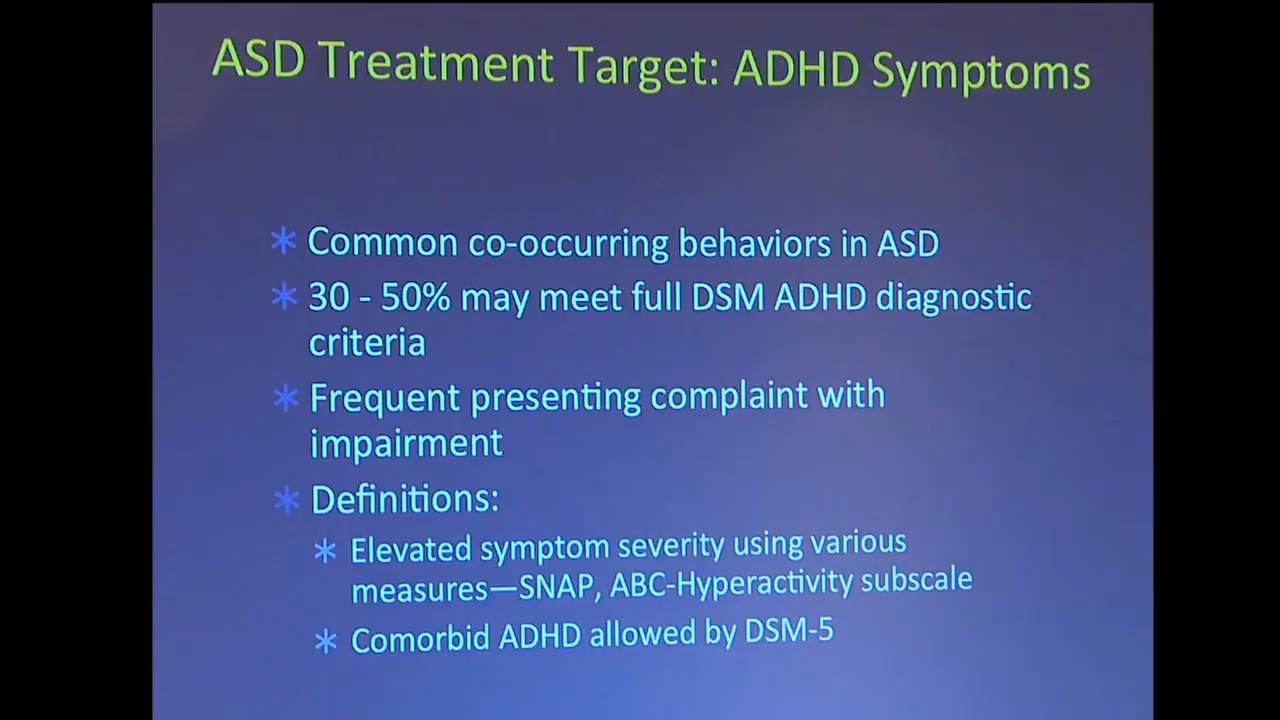 ASD Treatment Target: ADHD Symptoms
* Common co-occurring behaviors in ASD
* 30 - 50% may meet full DSM ADHD diagnostic
criteria
* Frequent presenting complaint with
impairment
* Definitions:
* Elevated symptom severity using various
measures—SNAP, ABC-Hyperactivity subscale
* Comorbid ADHD allowed by DSM-5